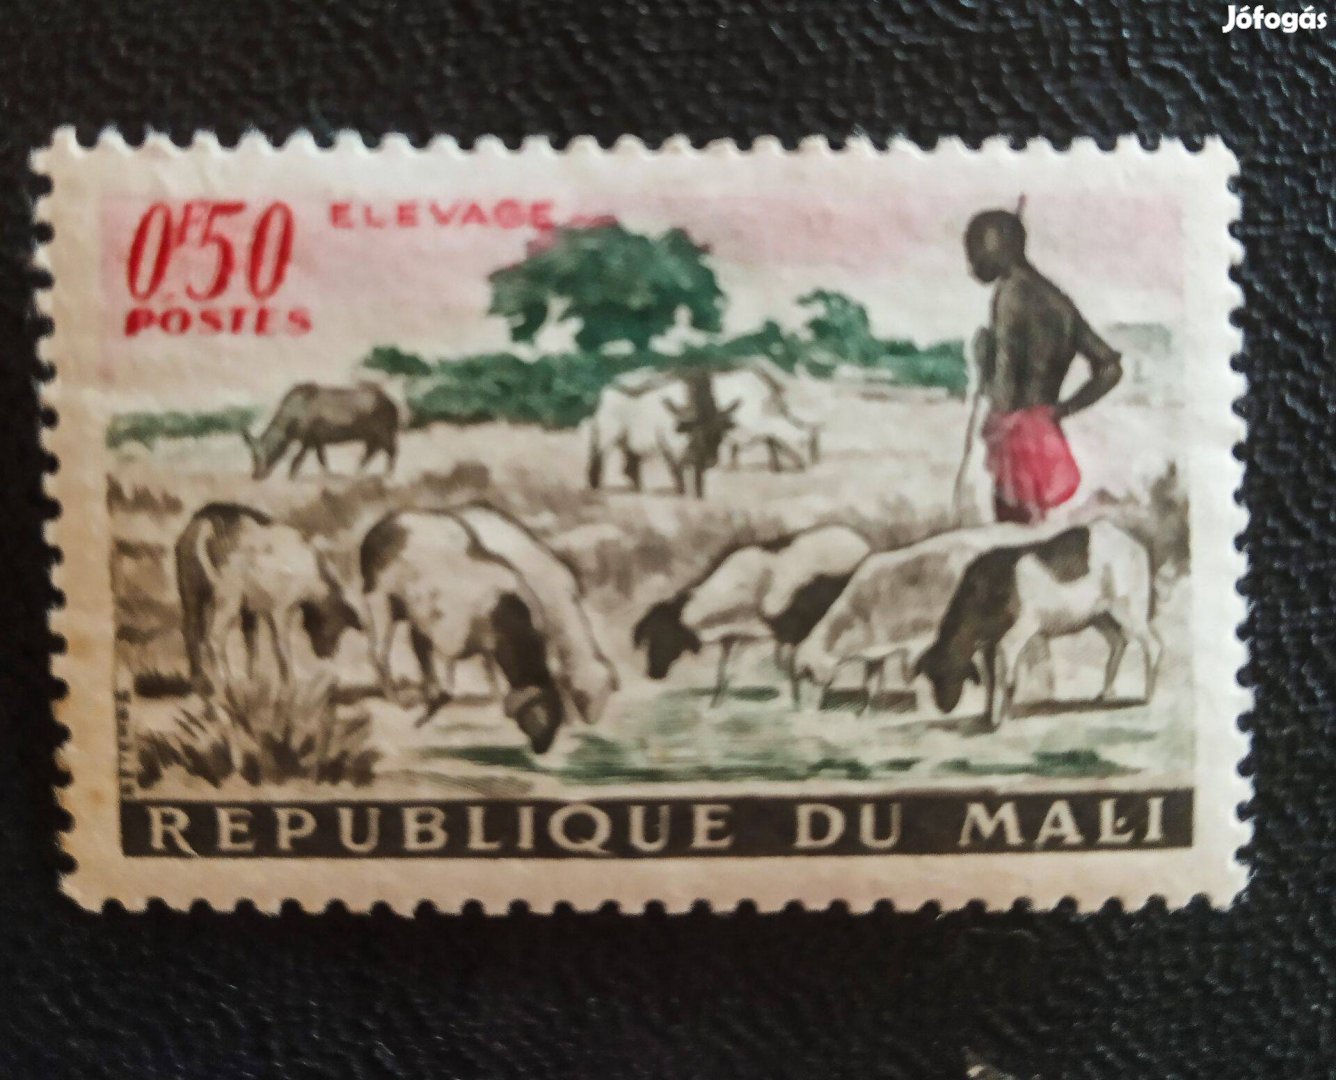 Jófogás
0F50 ELEVAGE
POSTES
REPUBLIQUE DU MALI